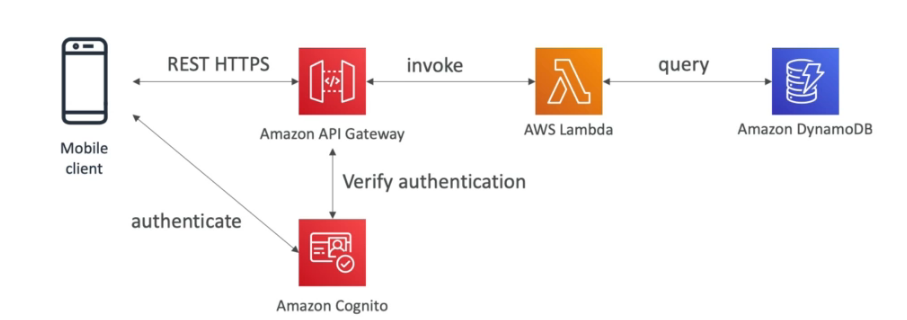 REST HTTPS
invoke
query
Amazon API Gateway
AWS Lambda
Amazon DynamoDB
Mobile
client
Verify authentication
authenticate
Amazon Cognito